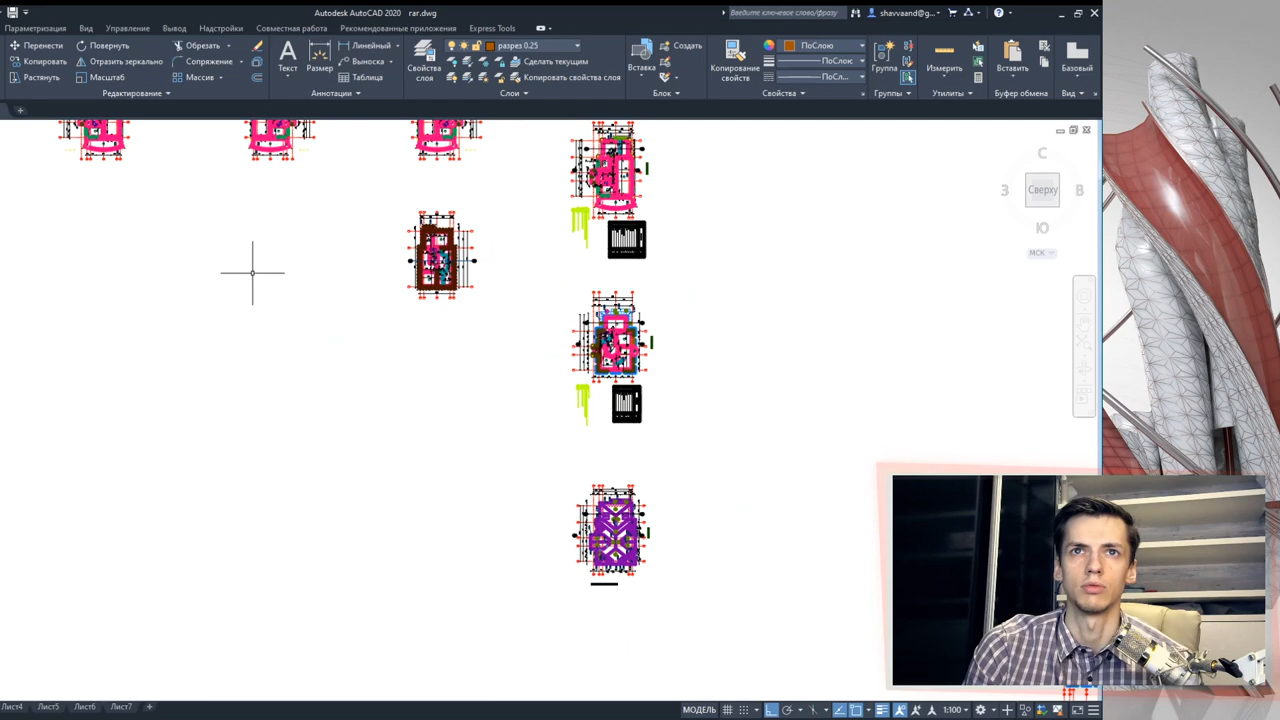 Autodesk AutoCAD 2020 rar.dwg
Введите ключевое слово/фразу
shavvaand@g...
Параметризация Вид Управление Вывод Надстройки Совместная работа Рекомендованные приложения Express Tools
Перенести Повернуть Обрезать
Копировать Отразить зеркально Сопряжение
Растянуть Масштаб Массив
Редактирование
Текст Размер
Линейный
Выноска
Таблица
Аннотации
Свойства слоя
разрез 0.25
Сделать текущим
Копировать свойства слоя
Слои
Вставка
Создать
Блок
Копирование свойств
ПоСлою
ПоСлою
ПоСл...
Свойства
Группа
Группы
Измерить
Утилиты
Вставить
Буфер обмена
Базовый
Вид
С
З Сверху В
Ю
МСК
Лист4 Лист5 Лист6 Лист7
МОДЕЛЬ 1:100